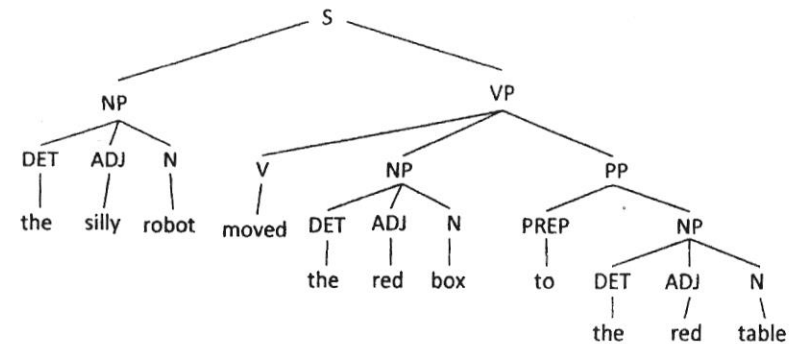 S
NP VP
DET ADJ N V NP PP
the silly robot moved DET ADJ N PREP NP
the red box to DET ADJ N
the red table